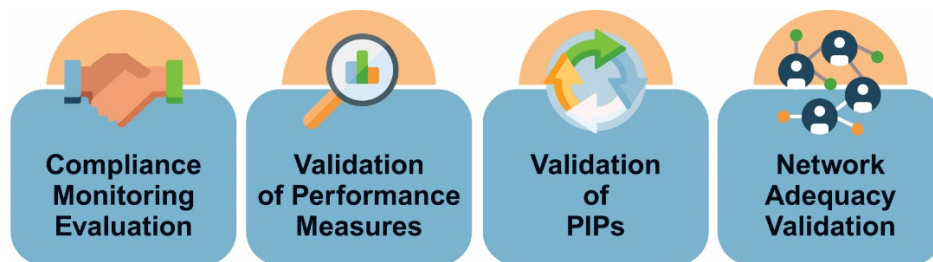 Compliance
Monitoring
Evaluation
Validation
of Performance
Measures
Validation
of
PIPs
Network
Adequacy
Validation